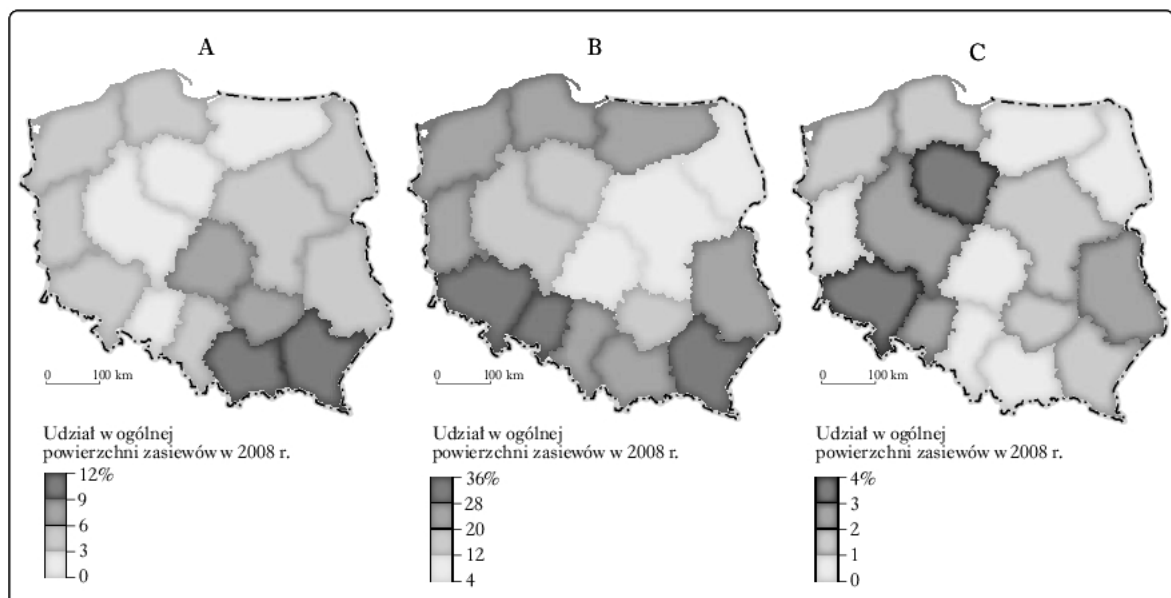 A
0 100 km
Udział w ogólnej
powierzchni zasiewów w 2008 r.
12%
9
6
3
0
B
0 100 km
Udział w ogólnej
powierzchni zasiewów w 2008 r.
36%
28
20
12
4
C
0 100 km
Udział w ogólnej
powierzchni zasiewów w 2008 r.
4%
3
2
1
0